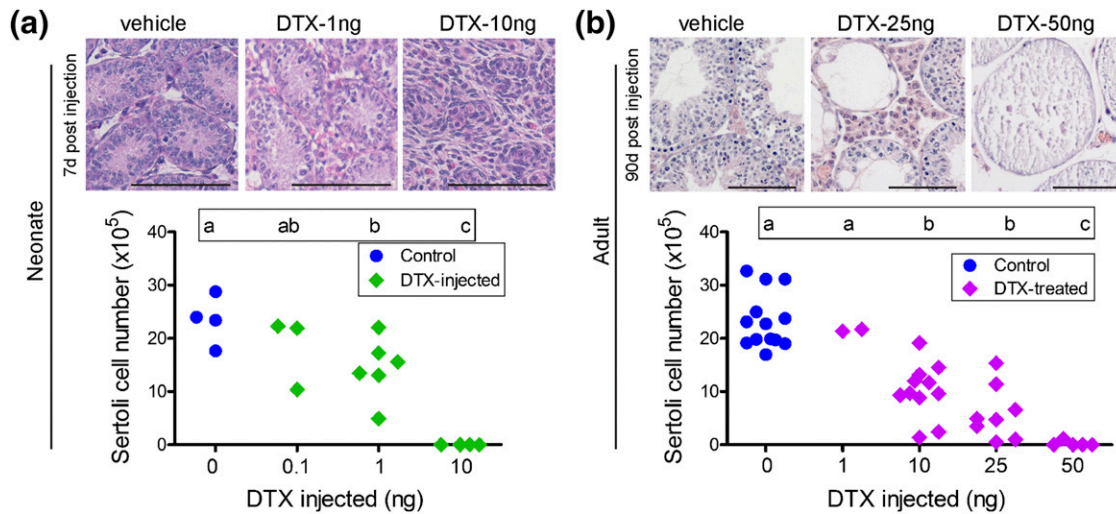 (a)
vehicle DTX-1ng DTX-10ng
7d post injection
Neonate
a ab b c
Control
DTX-injected
Sertoli cell number (x10⁵)
40
30
20
10
0
0 0.1 1 10
DTX injected (ng)
(b)
vehicle DTX-25ng DTX-50ng
90d post injection
Adult
a a b b c
Control
DTX-treated
Sertoli cell number (x10⁵)
40
30
20
10
0
0 1 10 25 50
DTX injected (ng)